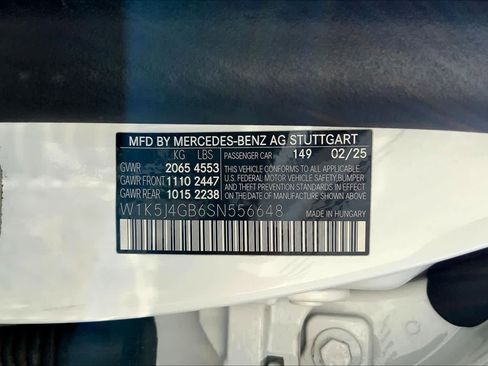 MFD BY MERCEDES-BENZ AG STUTTGART
KG LBS PASSENGER CAR 149 02/25
GVWR 2065 4553 THIS VEHICLE CONFORMS TO ALL APPLICABLE
GAWR FRONT 1110 2447 U.S. FEDERAL MOTOR VEHICLE SAFETY, BUMPER
GAWR REAR 1015 2238 AND THEFT PREVENTION STANDARDS IN EFFECT
ON THE DATE OF MANUFACTURE SHOWN ABOVE.
W1K5J4GB6SN556648 MADE IN HUNGARY